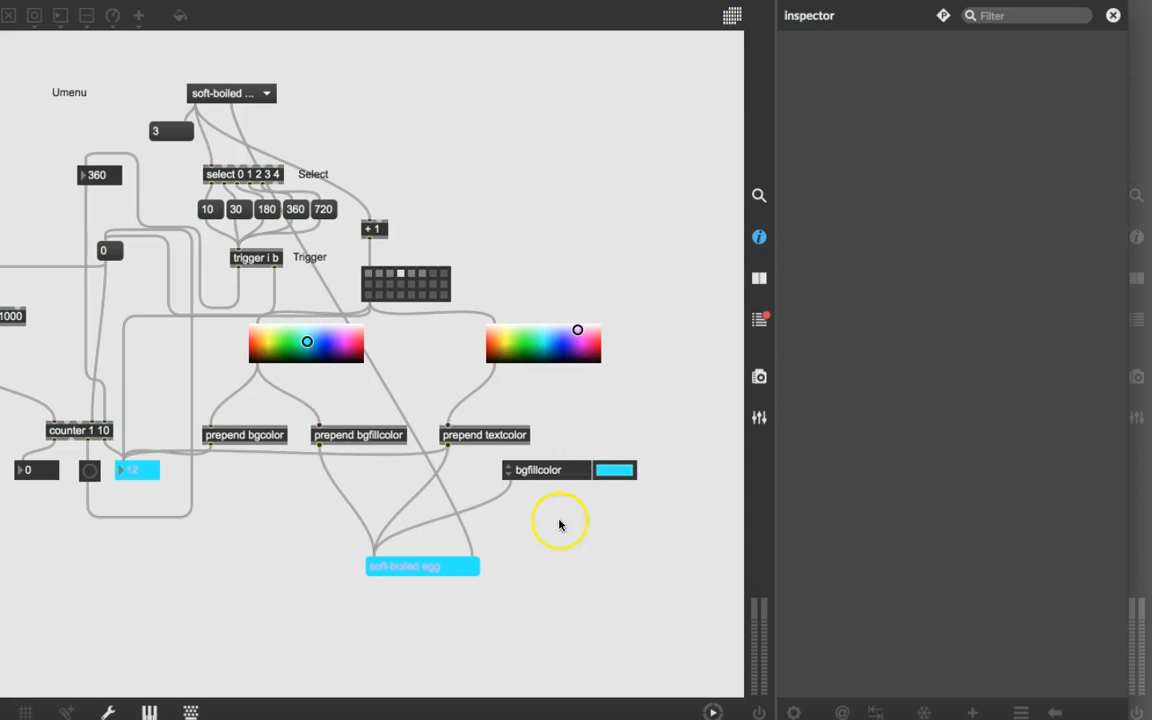 inspector
Filter
Umenu
soft-boiled ...
3
360
select 0 1 2 3 4
Select
10
30
180
360
720
+ 1
0
trigger i b
Trigger
1000
counter 1 10
prepend bgcolor
prepend bgfillcolor
prepend textcolor
0
12
bgfillcolor
soft-boiled egg